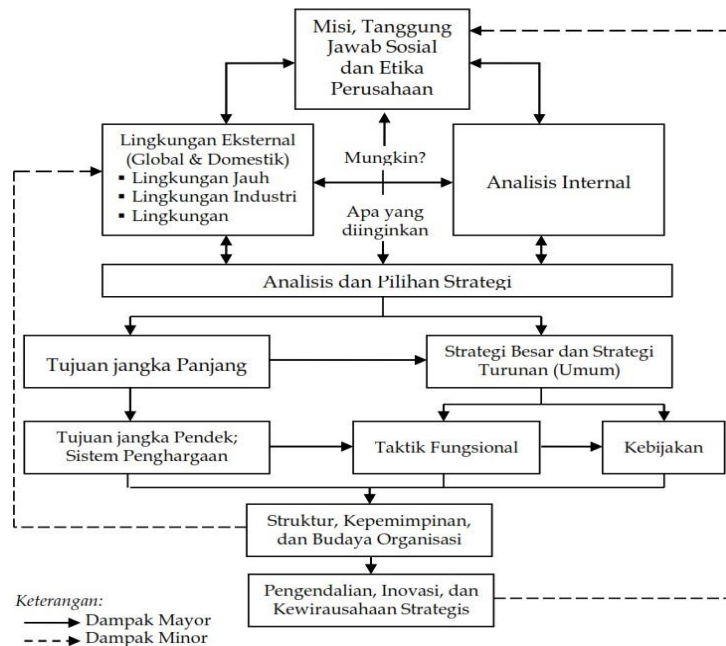 Misi, Tanggung
Jawab Sosial
dan Etika
Perusahaan
Lingkungan Eksternal
(Global & Domestik)
▪ Lingkungan Jauh
▪ Lingkungan Industri
▪ Lingkungan
Mungkin?
Apa yang
diinginkan
Analisis Internal
Analisis dan Pilihan Strategi
Tujuan jangka Panjang
Strategi Besar dan Strategi
Turunan (Umum)
Tujuan jangka Pendek;
Sistem Penghargaan
Taktik Fungsional
Kebijakan
Struktur, Kepemimpinan,
dan Budaya Organisasi
Pengendalian, Inovasi, dan
Kewirausahaan Strategis
Keterangan:
Dampak Mayor
Dampak Minor